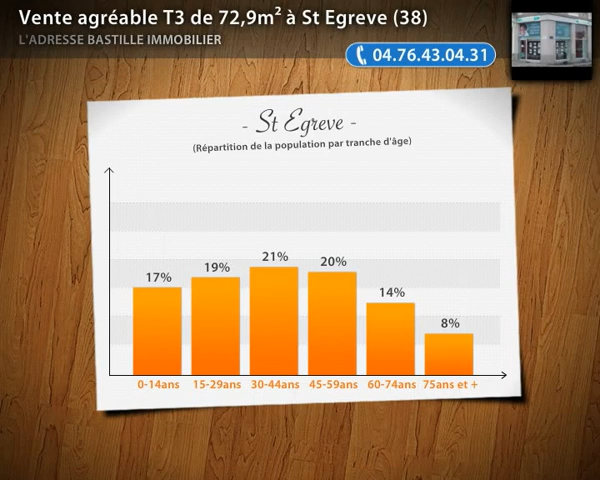 Vente agréable T3 de 72,9m² à St Egreve (38)
L'ADRESSE BASTILLE IMMOBILIER
04.76.43.04.31
- St Egreve -
(Répartition de la population par tranche d'âge)
17% 19% 21% 20% 14% 8%
0-14ans 15-29ans 30-44ans 45-59ans 60-74ans 75ans et +